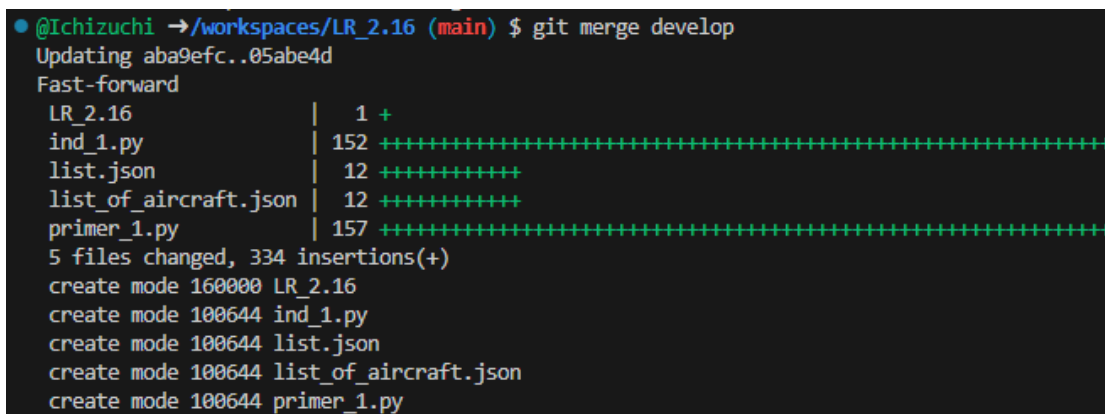 @Ichizuchi →/workspaces/LR_2.16 (main) $ git merge develop
Updating aba9efc..05abe4d
Fast-forward
LR_2.16 | 1 +
ind_1.py | 152 ++++++++++++++++++++++++++++++++++++++++++++++++++++++++++++
list.json | 12 ++++++++++++
list_of_aircraft.json | 12 ++++++++++++
primer_1.py | 157 ++++++++++++++++++++++++++++++++++++++++++++++++++++++++++++
5 files changed, 334 insertions(+)
create mode 160000 LR_2.16
create mode 100644 ind_1.py
create mode 100644 list.json
create mode 100644 list_of_aircraft.json
create mode 100644 primer_1.py